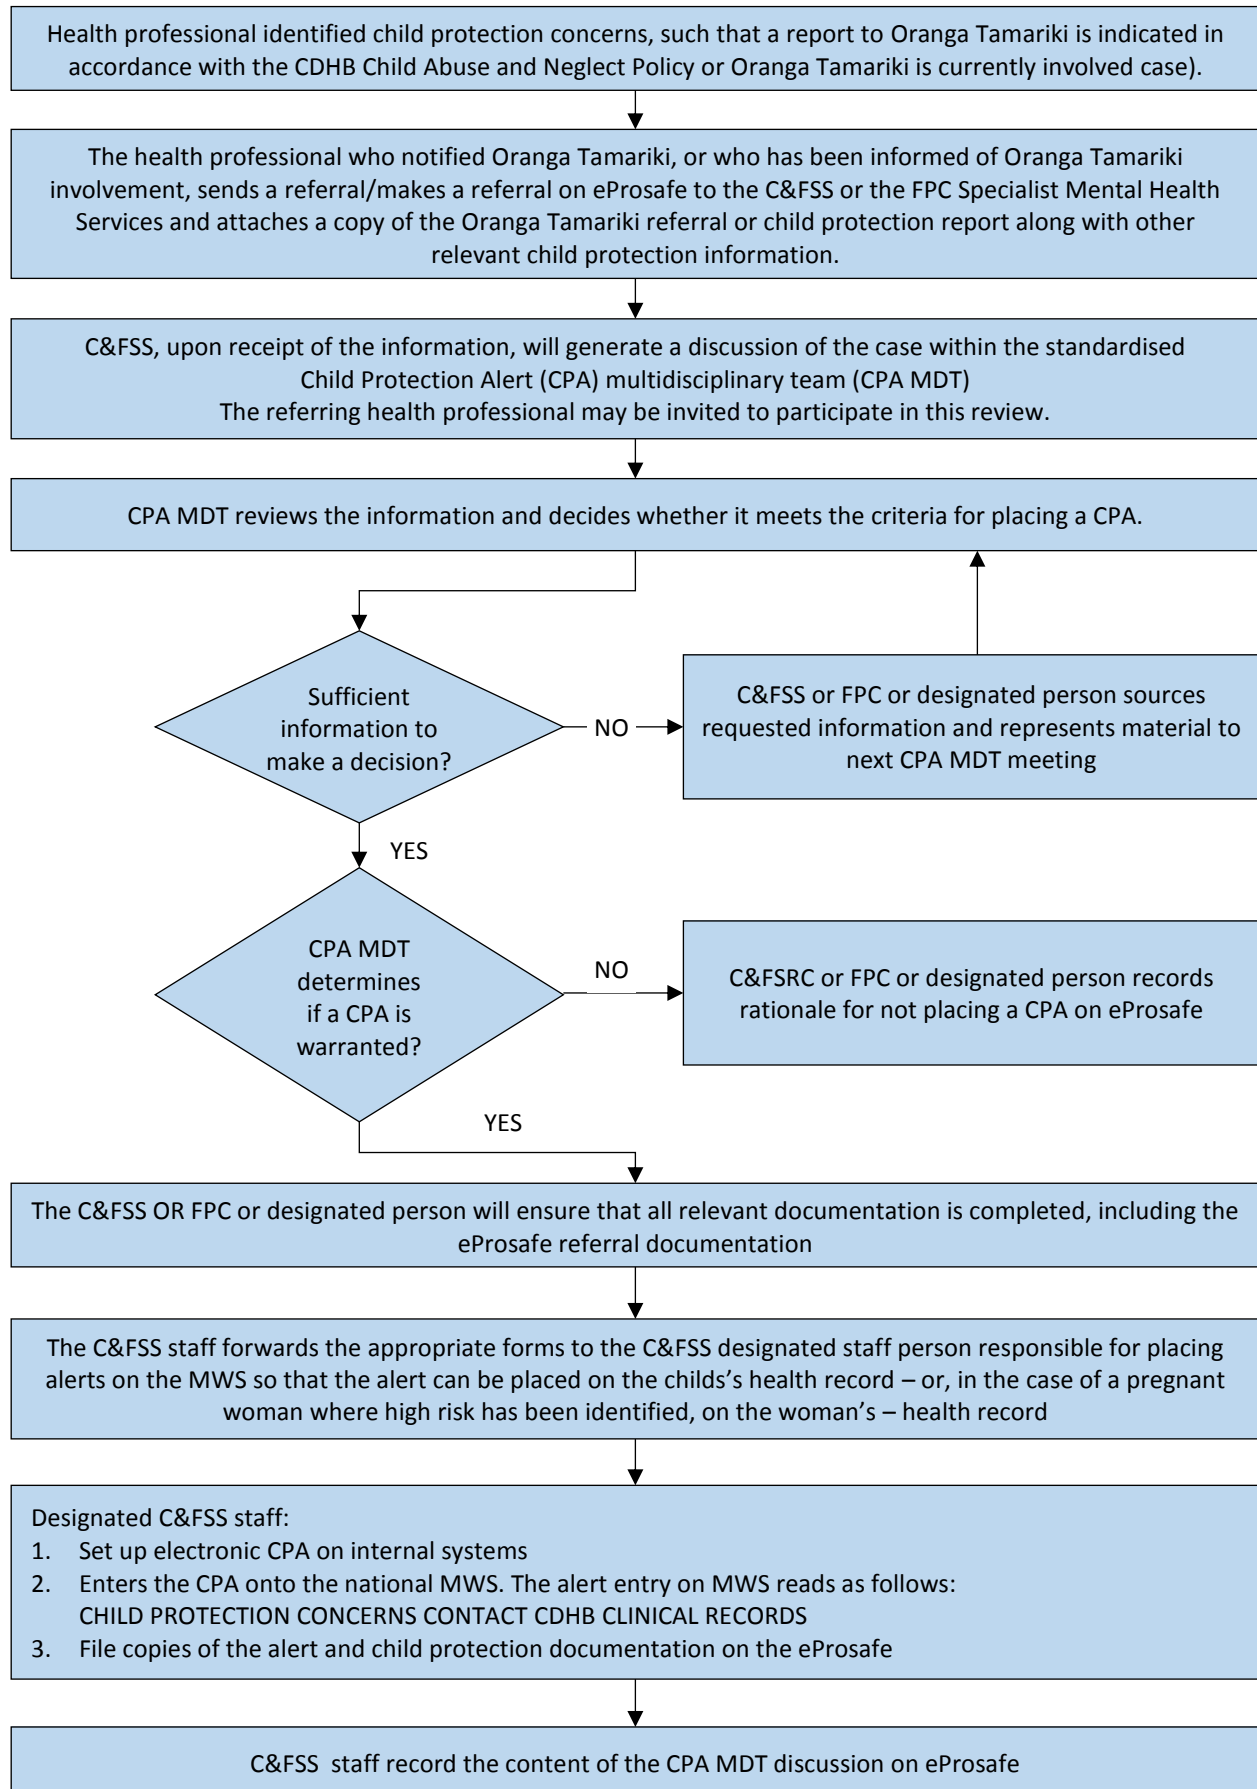 Health professional identified child protection concerns, such that a report to Oranga Tamariki is indicated in
accordance with the CDHB Child Abuse and Neglect Policy or Oranga Tamariki is currently involved case).
The health professional who notified Oranga Tamariki, or who has been informed of Oranga Tamariki
involvement, sends a referral/makes a referral on eProsafe to the C&FSS or the FPC Specialist Mental Health
Services and attaches a copy of the Oranga Tamariki referral or child protection report along with other
relevant child protection information.
C&FSS, upon receipt of the information, will generate a discussion of the case within the standardised
Child Protection Alert (CPA) multidisciplinary team (CPA MDT)
The referring health professional may be invited to participate in this review.
CPA MDT reviews the information and decides whether it meets the criteria for placing a CPA.
Sufficient
information to
make a decision?
NO
C&FSS or FPC or designated person sources
requested information and represents material to
next CPA MDT meeting
YES
CPA MDT
determines
if a CPA is
warranted?
NO
C&FSRC or FPC or designated person records
rationale for not placing a CPA on eProsafe
YES
The C&FSS OR FPC or designated person will ensure that all relevant documentation is completed, including the
eProsafe referral documentation
The C&FSS staff forwards the appropriate forms to the C&FSS designated staff person responsible for placing
alerts on the MWS so that the alert can be placed on the childs's health record – or, in the case of a pregnant
woman where high risk has been identified, on the woman's – health record
Designated C&FSS staff:
1. Set up electronic CPA on internal systems
2. Enters the CPA onto the national MWS. The alert entry on MWS reads as follows:
CHILD PROTECTION CONCERNS CONTACT CDHB CLINICAL RECORDS
3. File copies of the alert and child protection documentation on the eProsafe
C&FSS staff record the content of the CPA MDT discussion on eProsafe